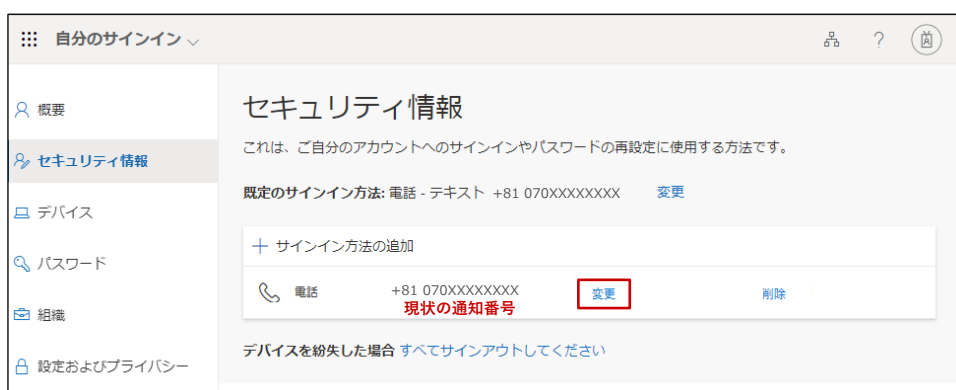 自分のサインイン
?
概要
セキュリティ情報
デバイス
パスワード
組織
設定およびプライバシー
セキュリティ情報
これは、ご自分のアカウントへのサインインやパスワードの再設定に使用する方法です。
既定のサインイン方法: 電話 - テキスト +81 070XXXXXXXX 変更
+ サインイン方法の追加
電話 +81 070XXXXXXXX 変更 削除
現状の通知番号
デバイスを紛失した場合 すべてサインアウトしてください